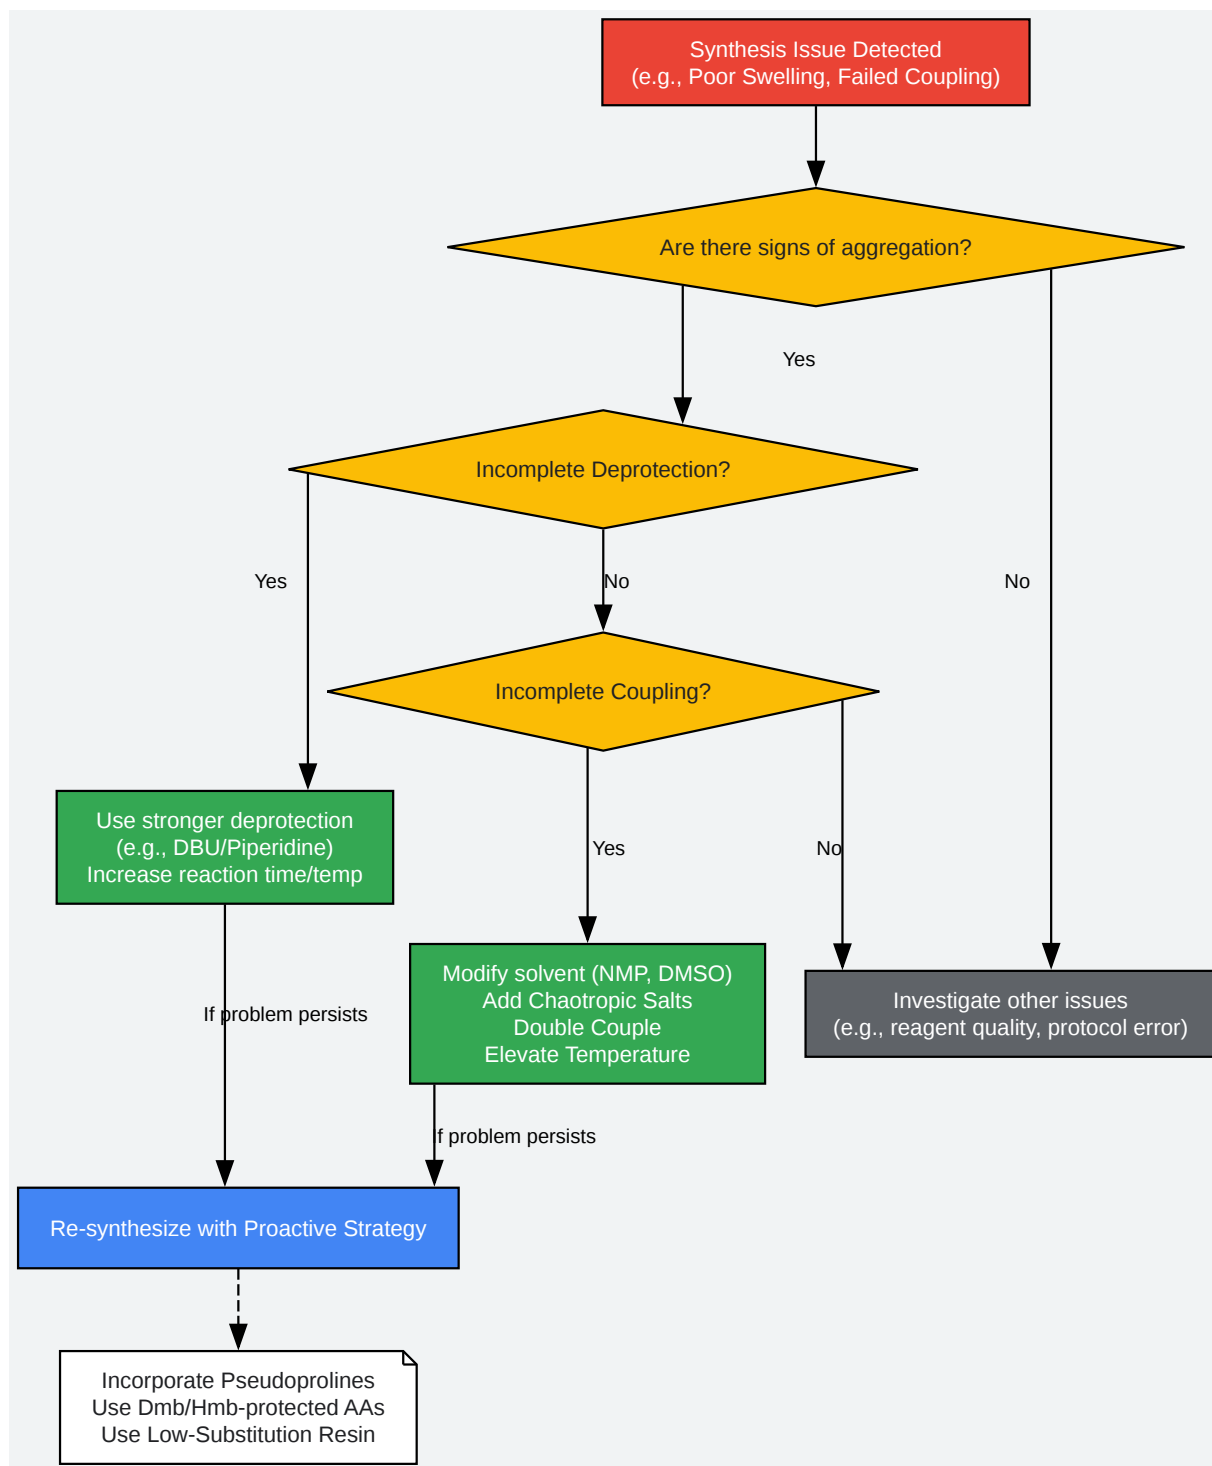 Synthesis Issue Detected
(e.g., Poor Swelling, Failed Coupling)
Are there signs of aggregation?
Yes
Incomplete Deprotection?
Yes
No
No
Incomplete Coupling?
Use stronger deprotection
(e.g., DBU/Piperidine)
Increase reaction time/temp
Yes
No
Modify solvent (NMP, DMSO)
Add Chaotropic Salts
Double Couple
Elevate Temperature
Investigate other issues
(e.g., reagent quality, protocol error)
If problem persists
If problem persists
Re-synthesize with Proactive Strategy
Incorporate Pseudoprolines
Use Dmb/Hmb-protected AAs
Use Low-Substitution Resin